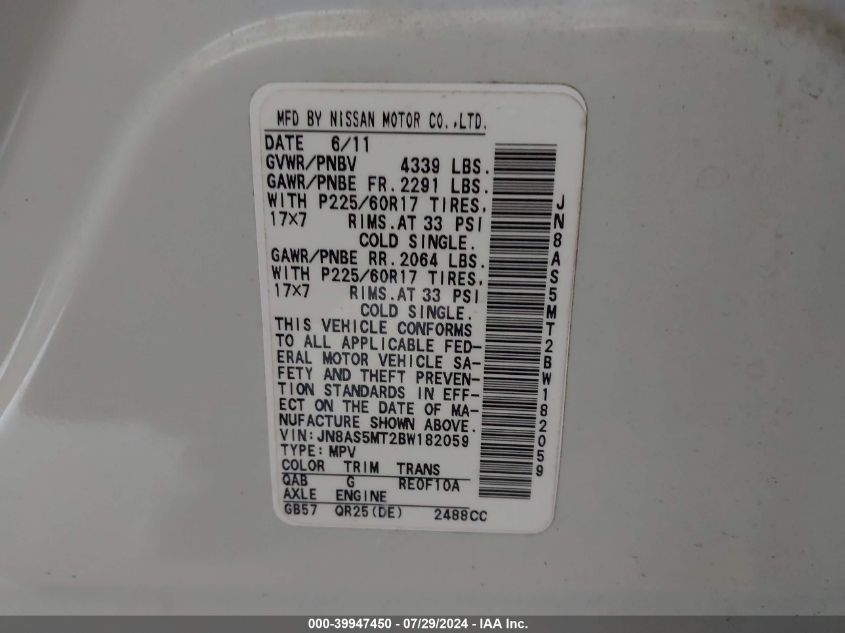 MFD BY NISSAN MOTOR CO.,LTD.
DATE 6/11
GVWR/PNBV 4339 LBS.
GAWR/PNBE FR. 2291 LBS.
WITH P225/60R17 TIRES,
17X7 RIMS.AT 33 PSI
COLD SINGLE.
GAWR/PNBE RR. 2064 LBS.
WITH P225/60R17 TIRES,
17X7 RIMS.AT 33 PSI
COLD SINGLE.
THIS VEHICLE CONFORMS
TO ALL APPLICABLE FED-
ERAL MOTOR VEHICLE SA-
FETY AND THEFT PREVEN-
TION STANDARDS IN EFF-
ECT ON THE DATE OF MA-
NUFACTURE SHOWN ABOVE.
VIN:JN8AS5MT2BW182059
TYPE:MPV
COLOR TRIM TRANS
QAB G RE0F10A
AXLE ENGINE
GB57 QR25(DE) 2488CC
JN8AS5MT2BW182059
000-39947450 - 07/29/2024 - IAA Inc.